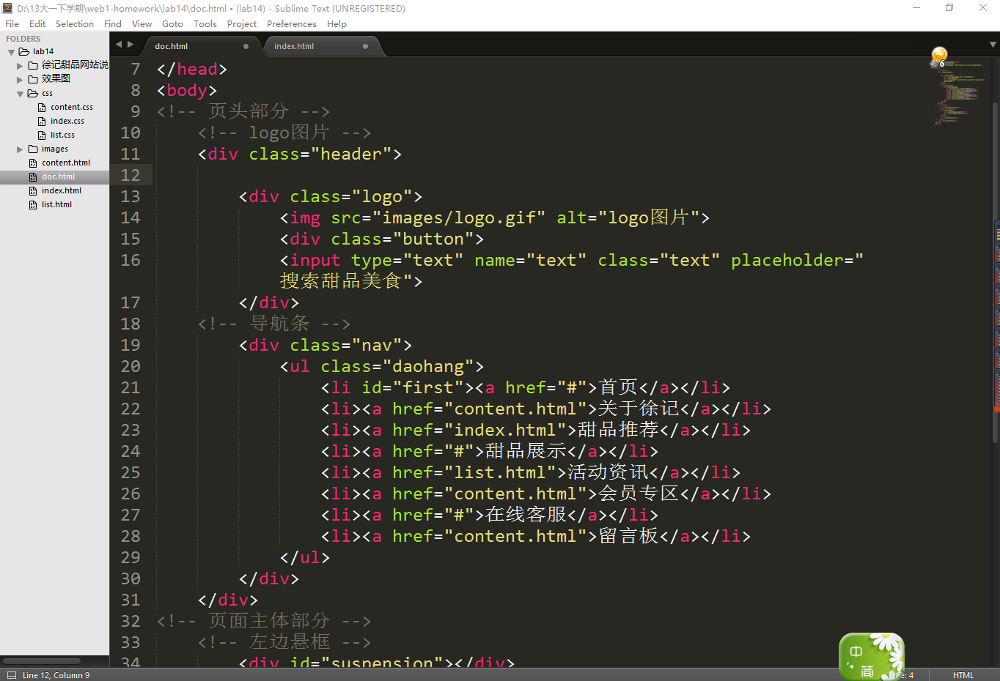 D:\13大一下学期\web1-homework\lab14\doc.html • (lab14) - Sublime Text (UNREGISTERED)
File Edit Selection Find View Goto Tools Project Preferences Help
FOLDERS
lab14
徐记甜品网站说
效果图
css
content.css
index.css
list.css
images
content.html
doc.html
index.html
list.html
doc.html index.html
6
7 </head>
8 <body>
9 <!-- 页头部分 -->
10 <!-- logo图片 -->
11 <div class="header">
12
13 <div class="logo">
14 <img src="images/logo.gif" alt="logo图片">
15 <div class="button">
16 <input type="text" name="text" class="text" placeholder="
搜索甜品美食">
17 </div>
18 <!-- 导航条 -->
19 <div class="nav">
20 <ul class="daohang">
21 <li id="first"><a href="#">首页</a></li>
22 <li><a href="content.html">关于徐记</a></li>
23 <li><a href="index.html">甜品推荐</a></li>
24 <li><a href="#">甜品展示</a></li>
25 <li><a href="list.html">活动资讯</a></li>
26 <li><a href="content.html">会员专区</a></li>
27 <li><a href="#">在线客服</a></li>
28 <li><a href="content.html">留言板</a></li>
29 </ul>
30 </div>
31 </div>
32 <!-- 页面主体部分 -->
33 <!-- 左边悬框 -->
34 <div id="suspension"></div>
中
简
Line 12, Column 9
: 4 HTML